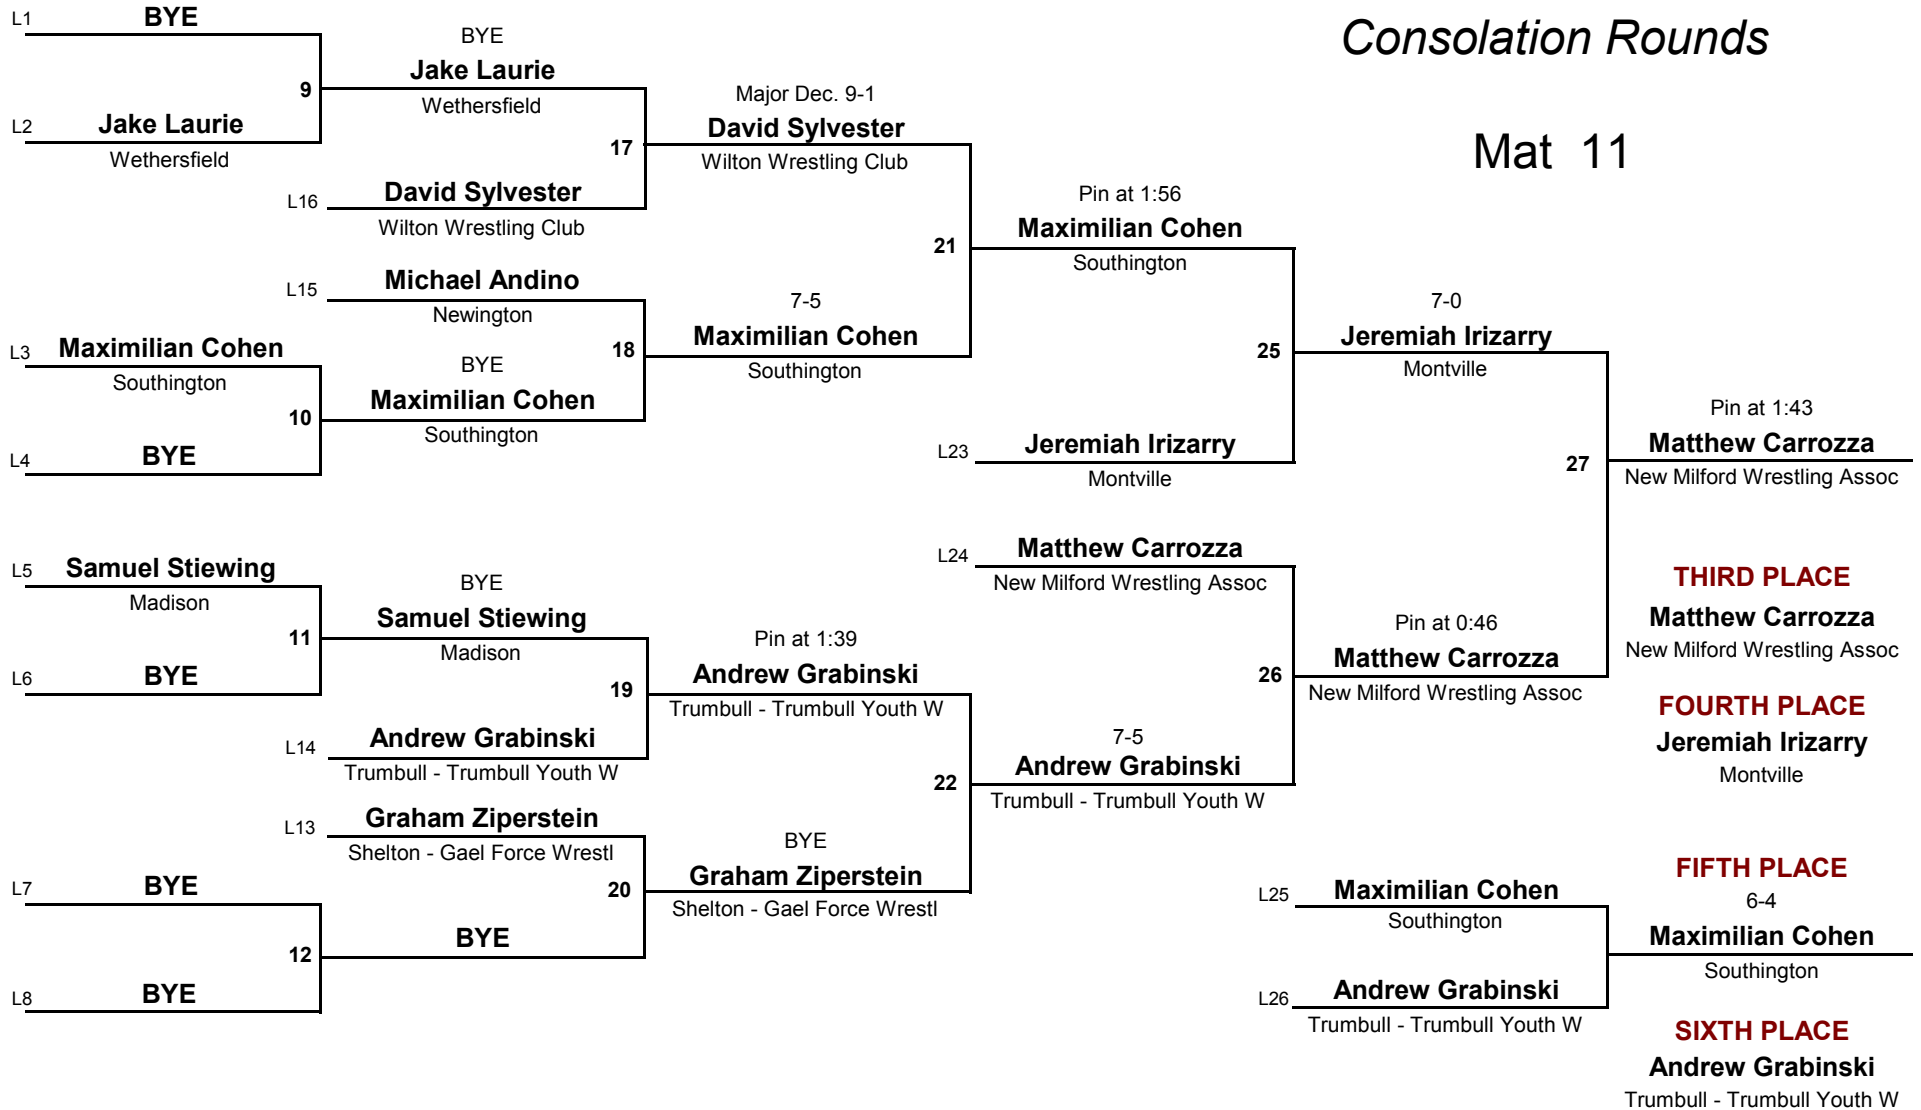 Consolation Rounds
Mat 11
L1 BYE
9
L2 Jake Laurie
Wethersfield
BYE
Jake Laurie
Wethersfield
17
L16 David Sylvester
Wilton Wrestling Club
Major Dec. 9-1
David Sylvester
Wilton Wrestling Club
L15 Michael Andino
Newington
18
L3 Maximilian Cohen
Southington
10
L4 BYE
BYE
Maximilian Cohen
Southington
7-5
Maximilian Cohen
Southington
21
Pin at 1:56
Maximilian Cohen
Southington
25
L23 Jeremiah Irizarry
Montville
7-0
Jeremiah Irizarry
Montville
27
Pin at 1:43
Matthew Carrozza
New Milford Wrestling Assoc
L5 Samuel Stiewing
Madison
11
L6 BYE
BYE
Samuel Stiewing
Madison
19
L14 Andrew Grabinski
Trumbull - Trumbull Youth W
Pin at 1:39
Andrew Grabinski
Trumbull - Trumbull Youth W
22
L13 Graham Ziperstein
Shelton - Gael Force Wrestl
20
L7 BYE
12
L8 BYE
BYE
BYE
Graham Ziperstein
Shelton - Gael Force Wrestl
L24 Matthew Carrozza
New Milford Wrestling Assoc
26
7-5
Andrew Grabinski
Trumbull - Trumbull Youth W
Pin at 0:46
Matthew Carrozza
New Milford Wrestling Assoc
THIRD PLACE
Matthew Carrozza
New Milford Wrestling Assoc
FOURTH PLACE
Jeremiah Irizarry
Montville
L25 Maximilian Cohen
Southington
L26 Andrew Grabinski
Trumbull - Trumbull Youth W
FIFTH PLACE
6-4
Maximilian Cohen
Southington
SIXTH PLACE
Andrew Grabinski
Trumbull - Trumbull Youth W